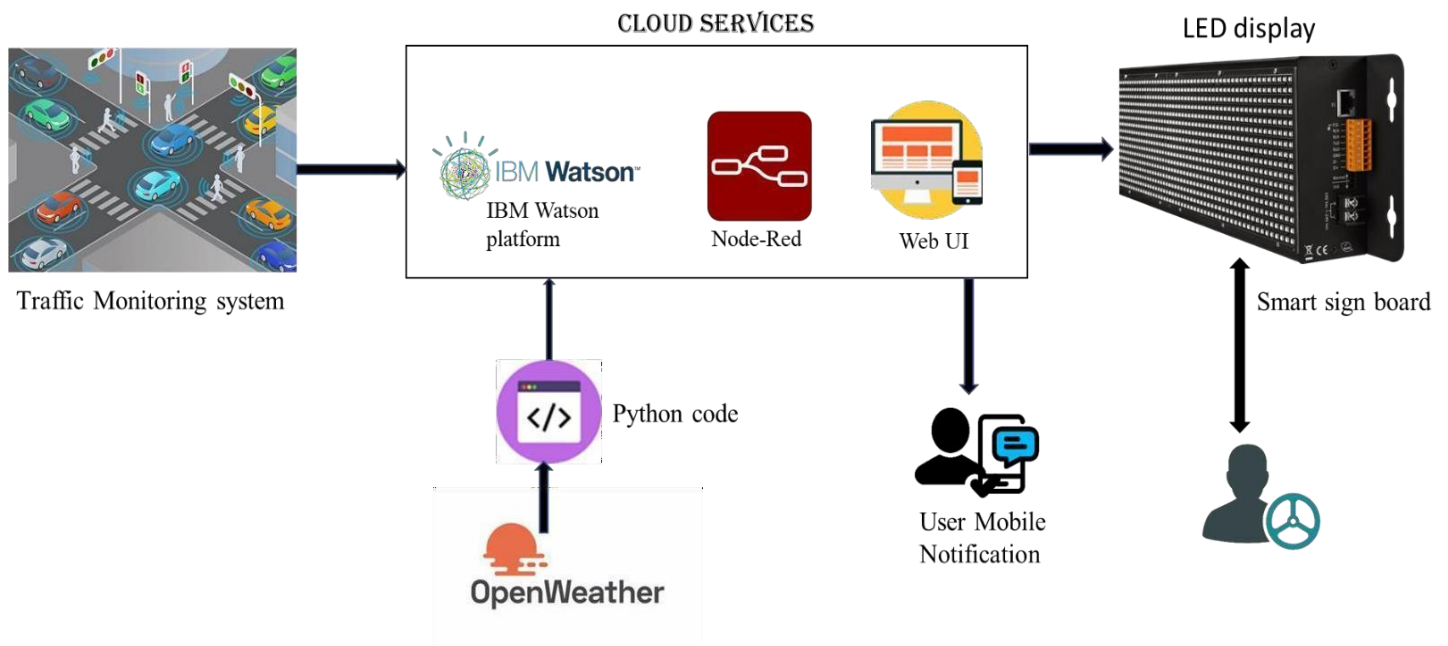 CLOUD SERVICES
LED display
IBM Watson™
IBM Watson
platform
Node-Red
Web UI
Traffic Monitoring system
Smart sign board
</>
Python code
User Mobile
Notification
OpenWeather